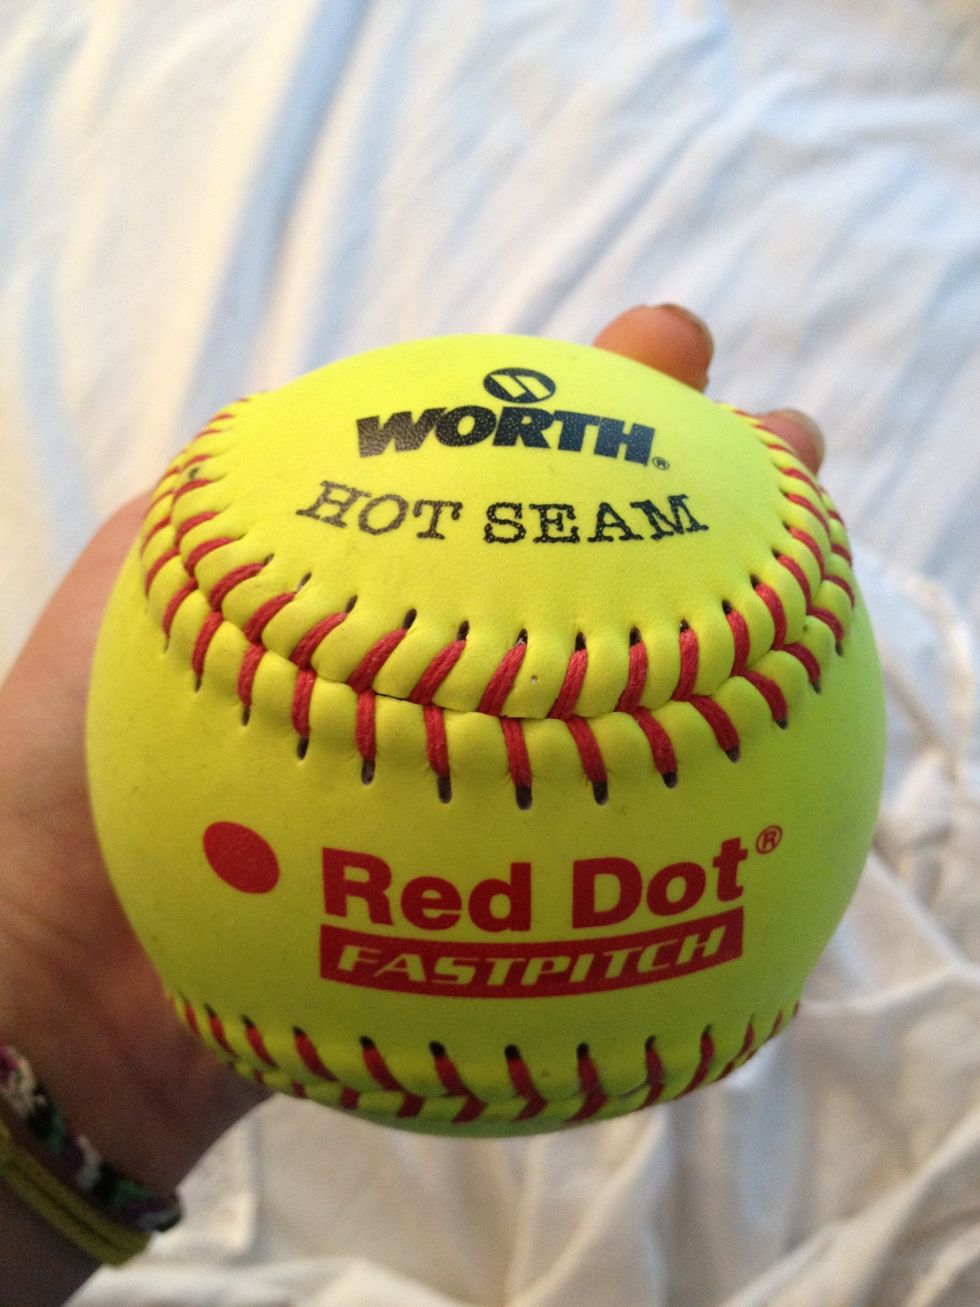 WORTH®
HOT SEAM
Red Dot®
FASTPITCH